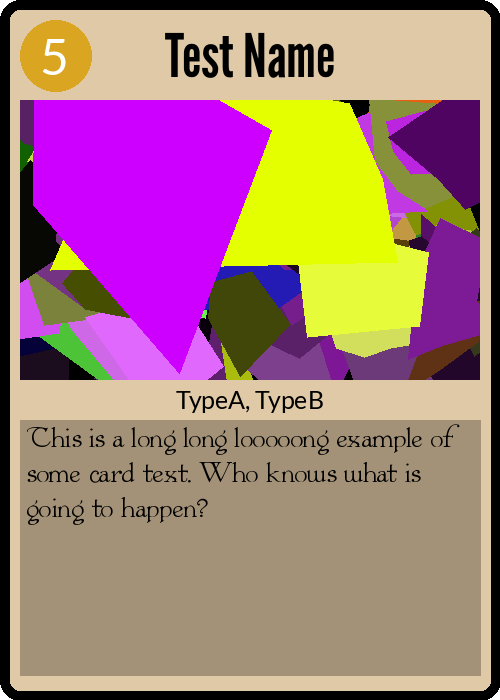 5
Test Name
TypeA, TypeB
This is a long long looooong example of
some card text. Who knows what is
going to happen?